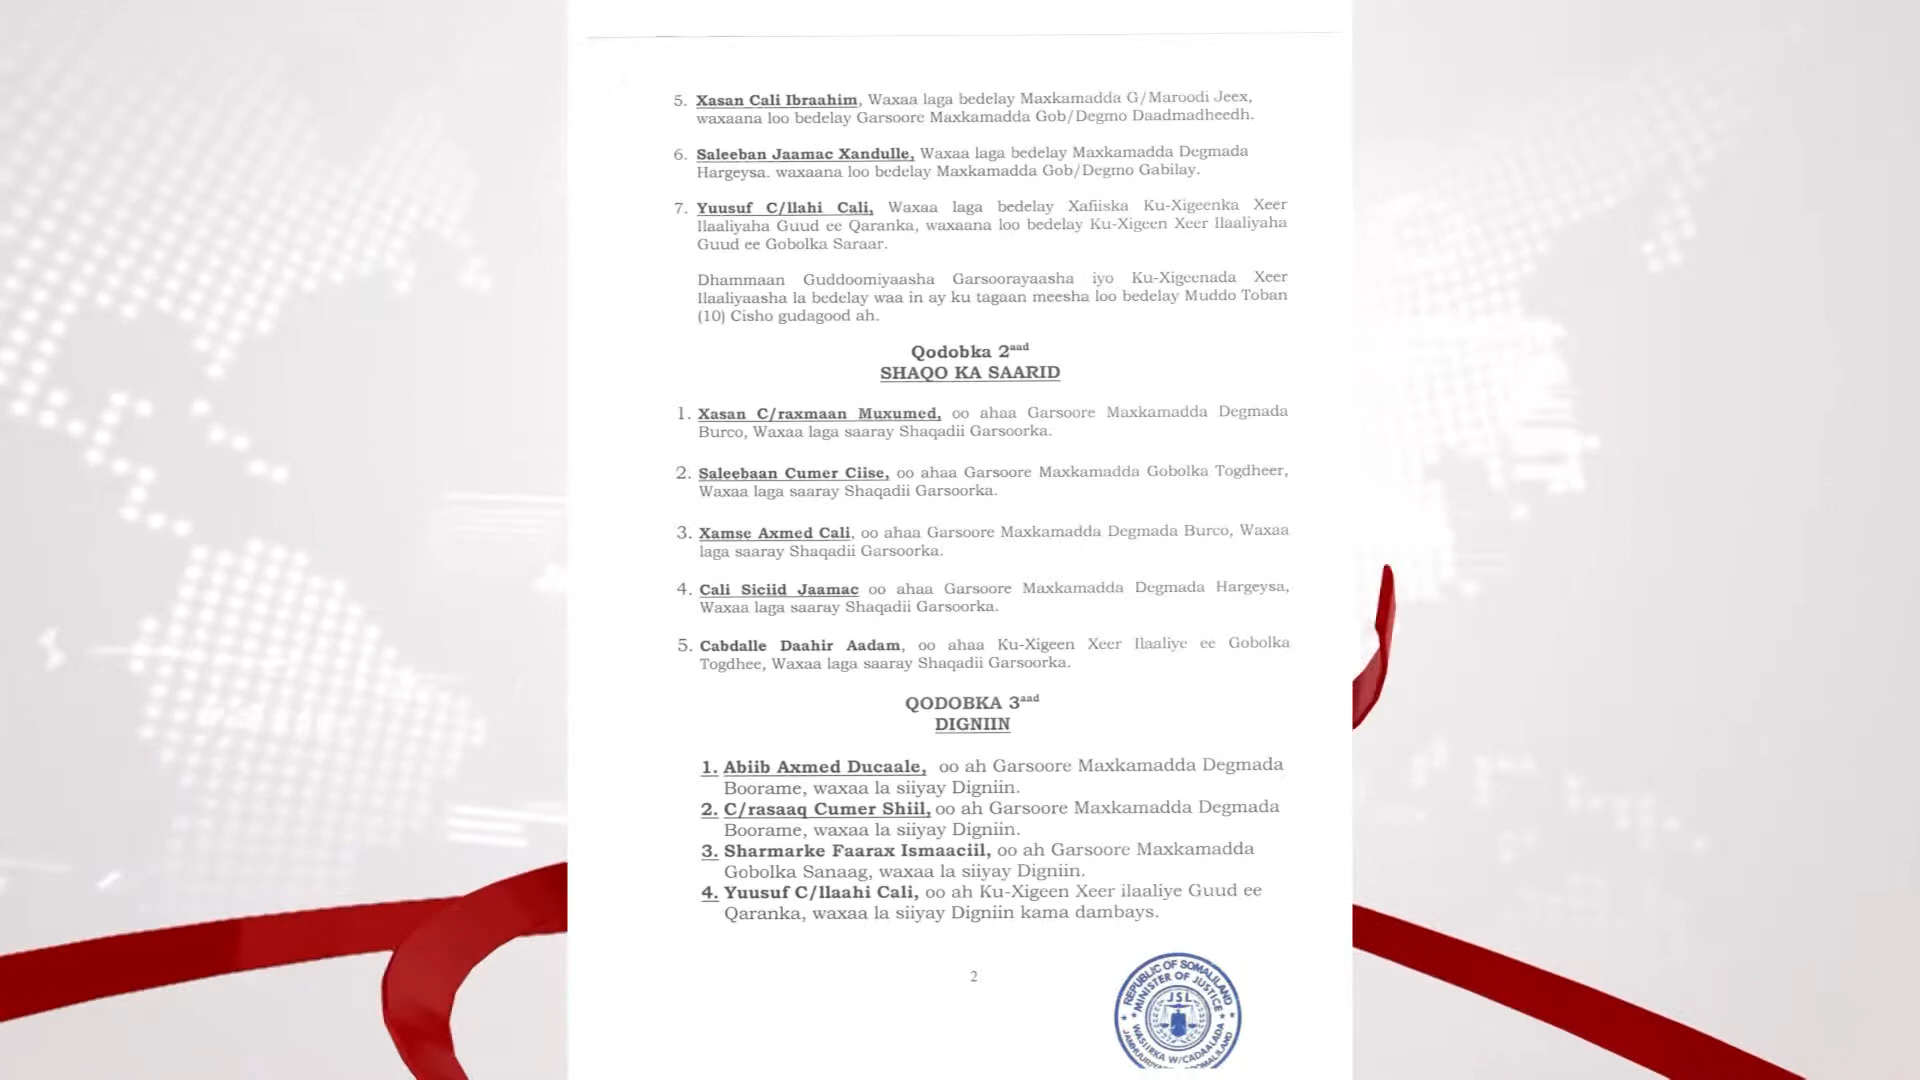 5. Xasan Cali Ibraahim, Waxaa laga bedelay Maxkamadda G/Maroodi Jeex,
waxaana loo bedelay Garsoore Maxkamadda Gob/Degmo Daadmadheedh.
6. Saleeban Jaamac Xandulle, Waxaa laga bedelay Maxkamadda Degmada
Hargeysa. waxaana loo bedelay Maxkamadda Gob/Degmo Gabilay.
7. Yuusuf C/llahi Cali, Waxaa laga bedelay Xafiiska Ku-Xigeenka Xeer
Ilaaliyaha Guud ee Qaranka, waxaana loo bedelay Ku-Xigeen Xeer Ilaaliyaha
Guud ee Gobolka Saraar.
Dhammaan Guddoomiyaasha Garsoorayaasha iyo Ku-Xigeenada Xeer
Ilaaliyaasha la bedelay waa in ay ku tagaan meesha loo bedelay Muddo Toban
(10) Cisho gudagood ah.
Qodobka 2aad
SHAQO KA SAARID
1. Xasan C/raxmaan Muxumed, oo ahaa Garsoore Maxkamadda Degmada
Burco, Waxaa laga saaray Shaqadii Garsoorka.
2. Saleebaan Cumer Ciise, oo ahaa Garsoore Maxkamadda Gobolka Togdheer,
Waxaa laga saaray Shaqadii Garsoorka.
3. Xamse Axmed Cali, oo ahaa Garsoore Maxkamadda Degmada Burco, Waxaa
laga saaray Shaqadii Garsoorka.
4. Cali Siciid Jaamac oo ahaa Garsoore Maxkamadda Degmada Hargeysa,
Waxaa laga saaray Shaqadii Garsoorka.
5. Cabdalle Daahir Aadam, oo ahaa Ku-Xigeen Xeer Ilaaliye ee Gobolka
Togdhee, Waxaa laga saaray Shaqadii Garsoorka.
QODOBKA 3aad
DIGNIIN
1. Abiib Axmed Ducaale, oo ah Garsoore Maxkamadda Degmada
Boorame, waxaa la siiyay Digniin.
2. C/rasaaq Cumer Shiil, oo ah Garsoore Maxkamadda Degmada
Boorame, waxaa la siiyay Digniin.
3. Sharmarke Faarax Ismaaciil, oo ah Garsoore Maxkamadda
Gobolka Sanaag, waxaa la siiyay Digniin.
4. Yuusuf C/llaahi Cali, oo ah Ku-Xigeen Xeer ilaaliye Guud ee
Qaranka, waxaa la siiyay Digniin kama dambays.
2
REPUBLIC OF SOMALILAND
MINISTER OF JUSTICE
JSL
WASIIRKA W/CADAALADA